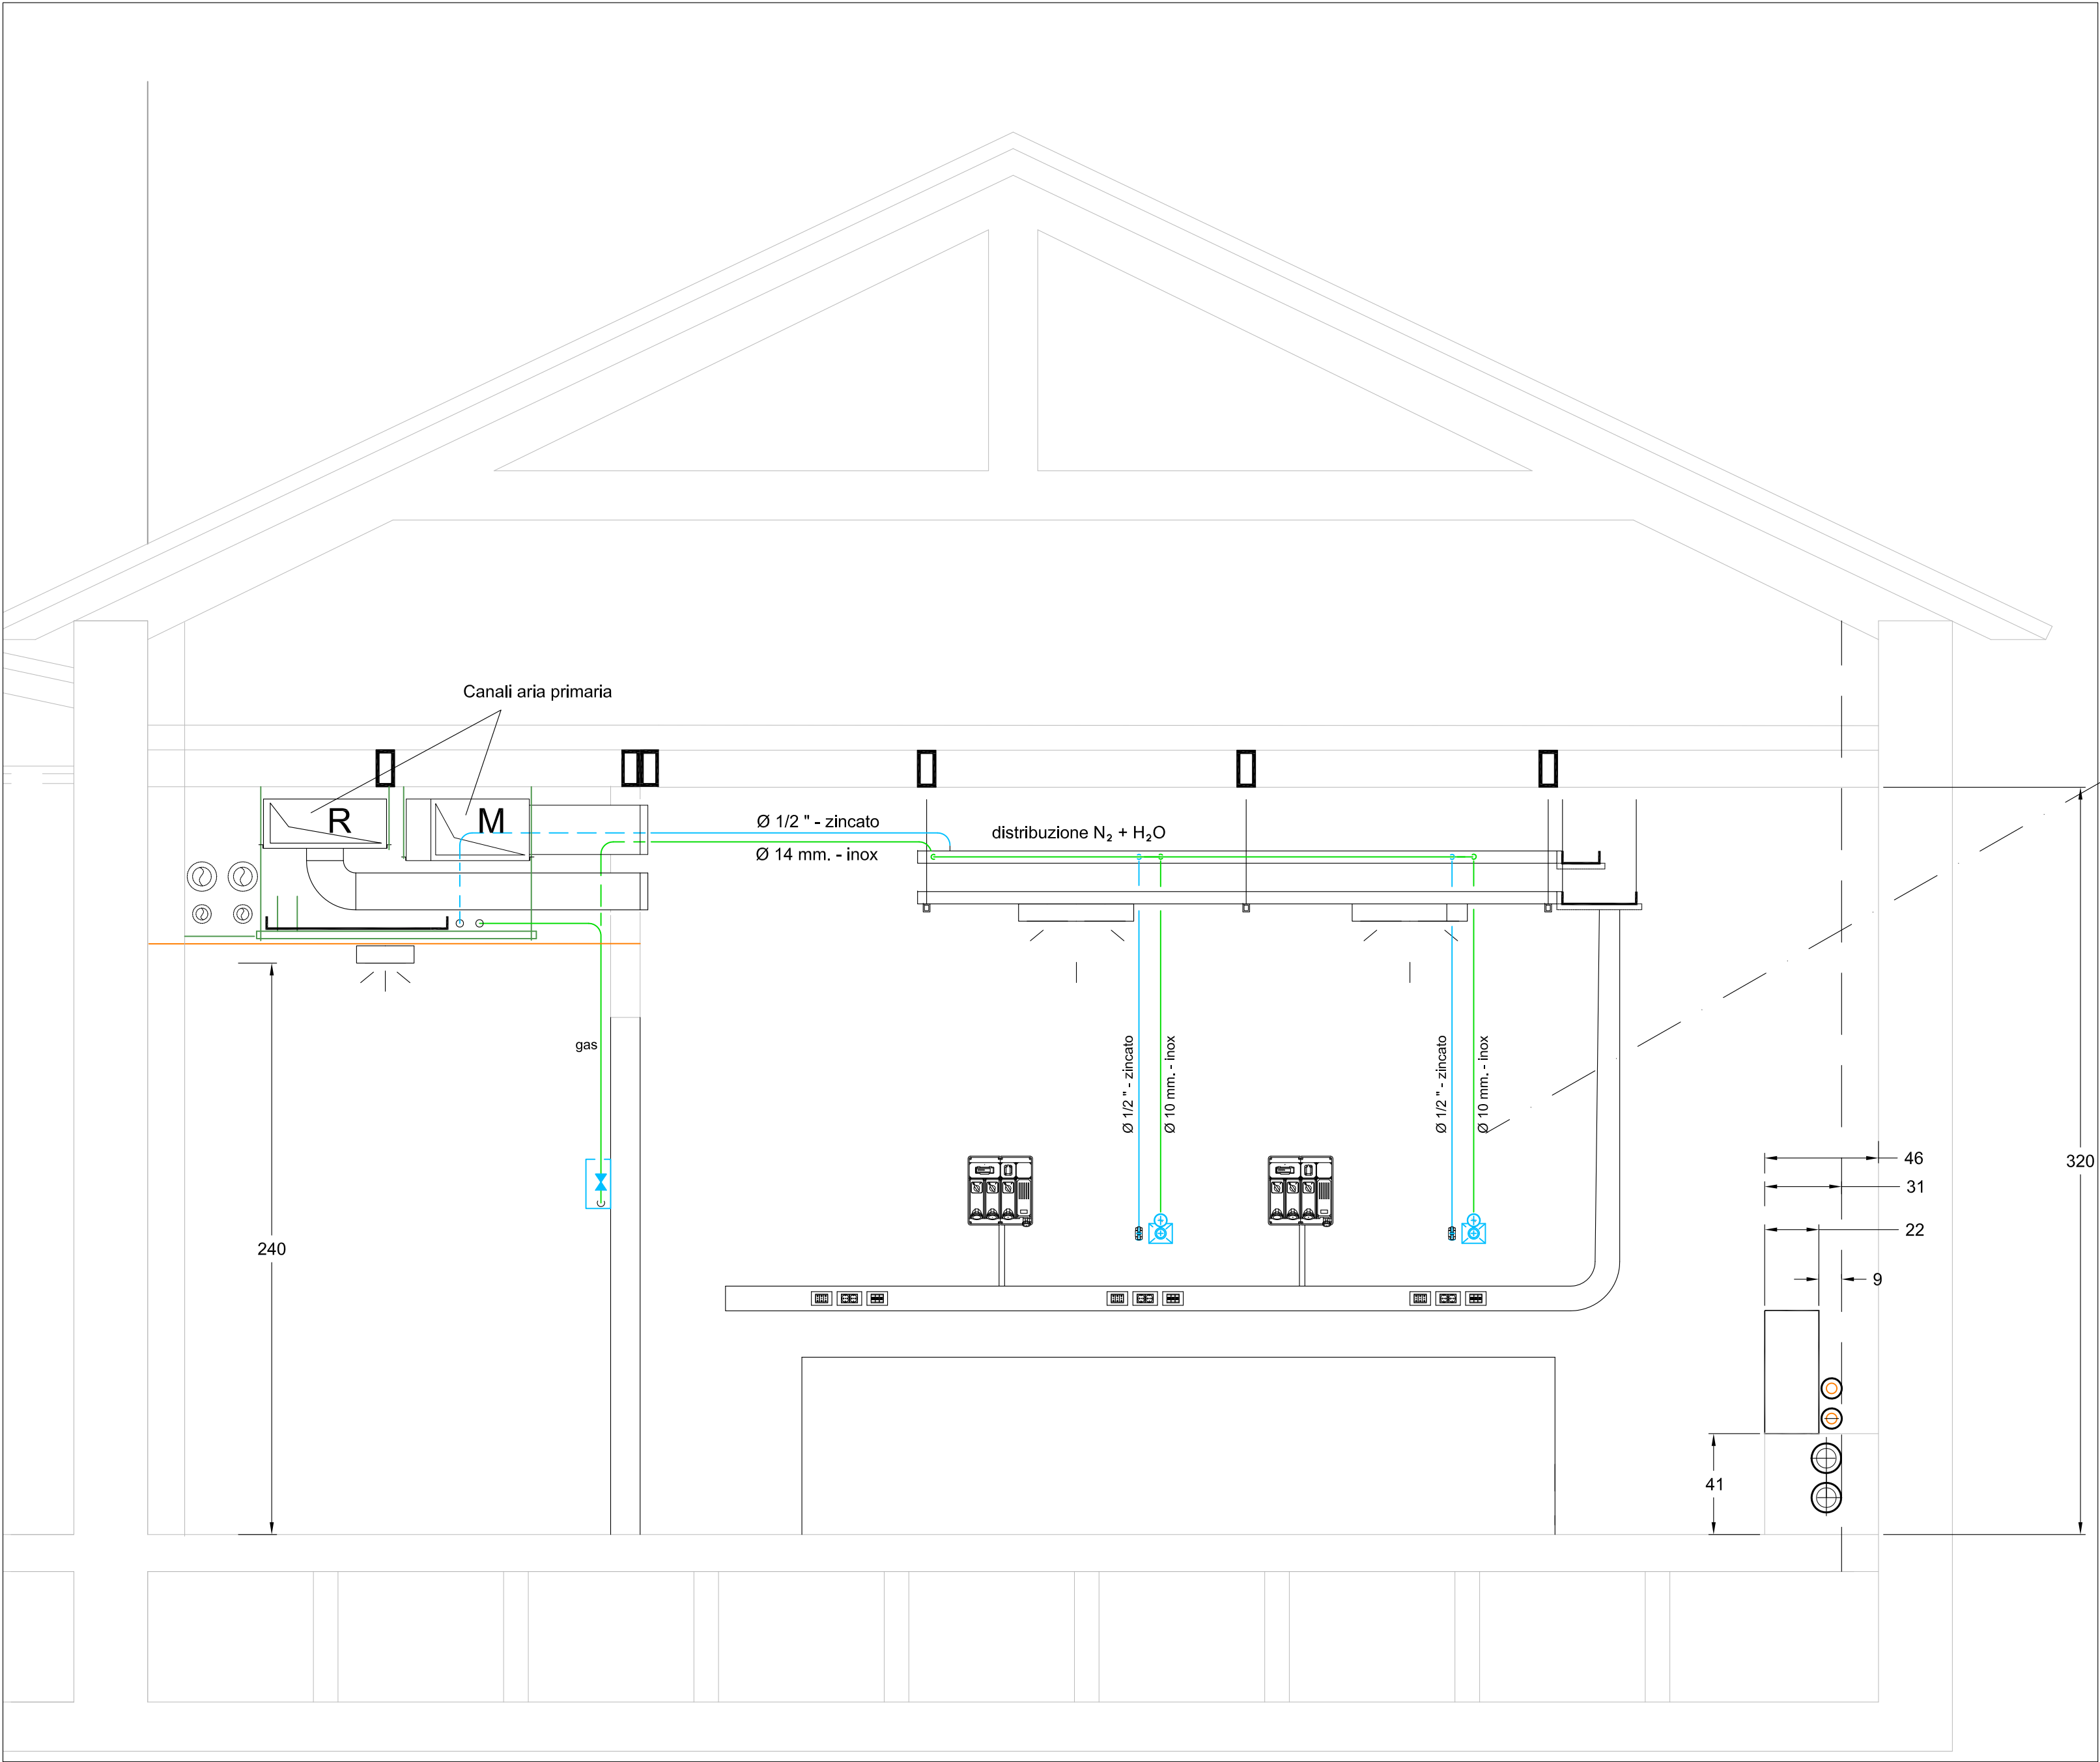 Canali aria primaria
R
M
Ø 1/2 " - zincato
distribuzione N₂ + H₂O
Ø 14 mm. - inox
gas
Ø 1/2 " - zincato
Ø 10 mm. - inox
Ø 1/2 " - zincato
Ø 10 mm. - inox
46
320
31
22
240
9
41